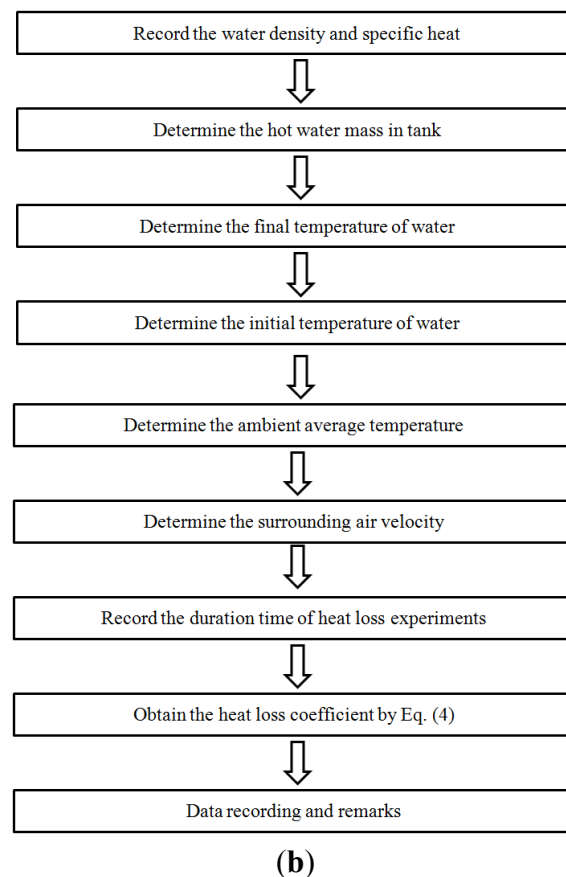 Record the water density and specific heat
Determine the hot water mass in tank
Determine the final temperature of water
Determine the initial temperature of water
Determine the ambient average temperature
Determine the surrounding air velocity
Record the duration time of heat loss experiments
Obtain the heat loss coefficient by Eq. (4)
Data recording and remarks
(b)